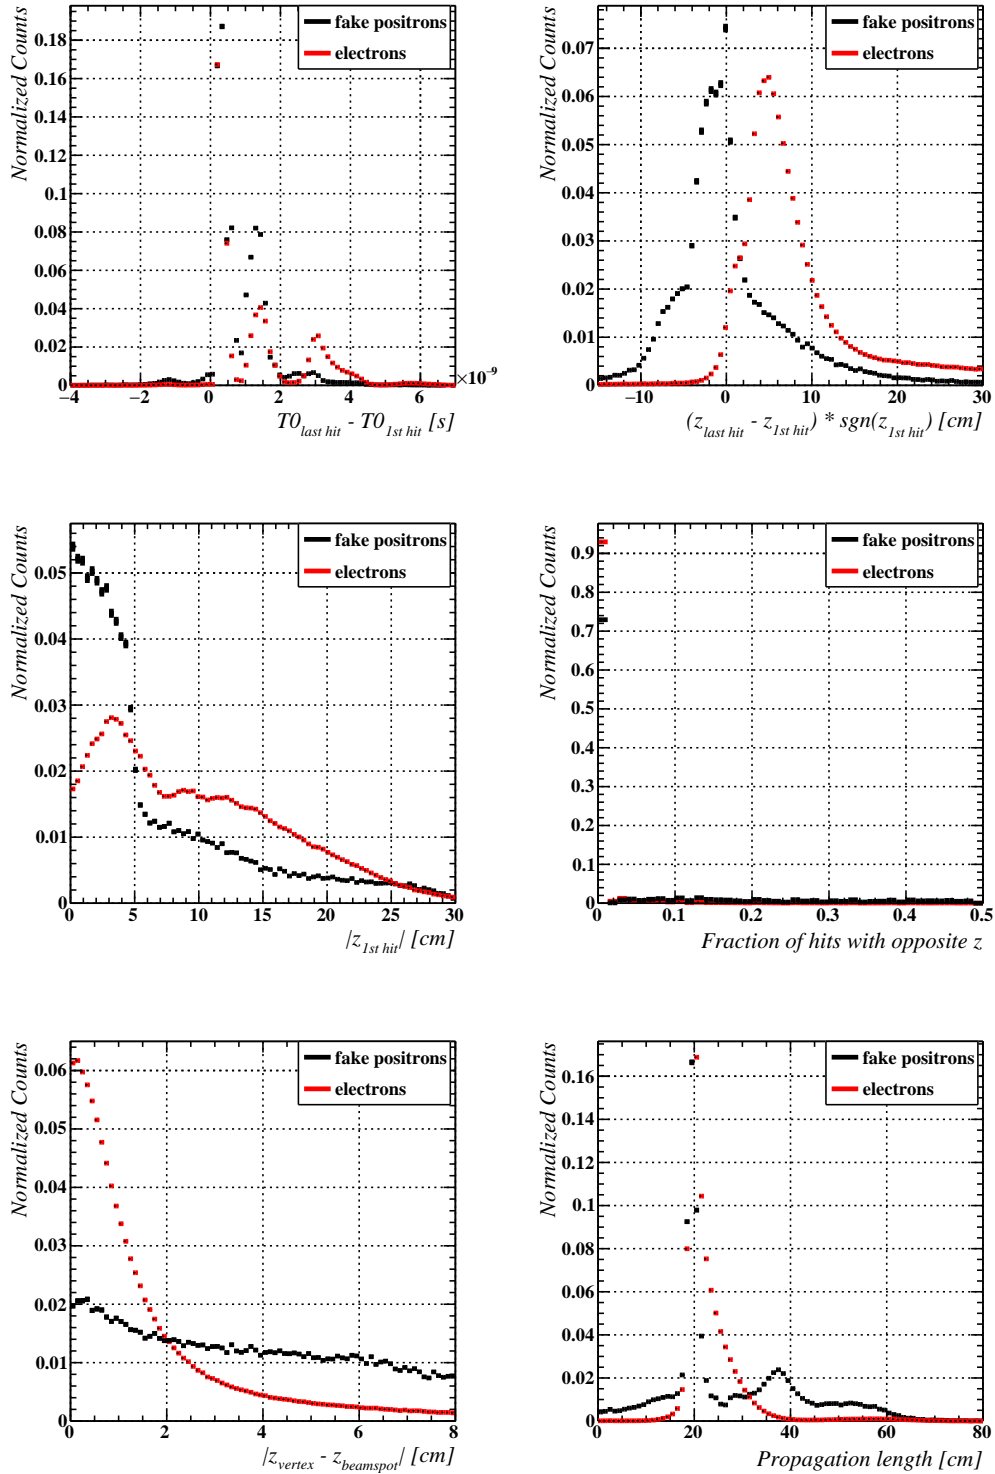 Normalized Counts
0.18
0.16
0.14
0.12
0.1
0.08
0.06
0.04
0.02
0
fake positrons
electrons
−4 −2 0 2 4 6 ×10⁻⁹
T0last hit - T01st hit [s]
Normalized Counts
0.07
0.06
0.05
0.04
0.03
0.02
0.01
0
fake positrons
electrons
−10 0 10 20 30
(zlast hit - z1st hit) * sgn(z1st hit) [cm]
Normalized Counts
0.05
0.04
0.03
0.02
0.01
0
fake positrons
electrons
0 5 10 15 20 25 30
|z1st hit| [cm]
Normalized Counts
0.9
0.8
0.7
0.6
0.5
0.4
0.3
0.2
0.1
0
fake positrons
electrons
0 0.1 0.2 0.3 0.4 0.5
Fraction of hits with opposite z
Normalized Counts
0.06
0.05
0.04
0.03
0.02
0.01
0
fake positrons
electrons
0 2 4 6 8
|zvertex - zbeamspot| [cm]
Normalized Counts
0.16
0.14
0.12
0.1
0.08
0.06
0.04
0.02
0
fake positrons
electrons
0 20 40 60 80
Propagation length [cm]